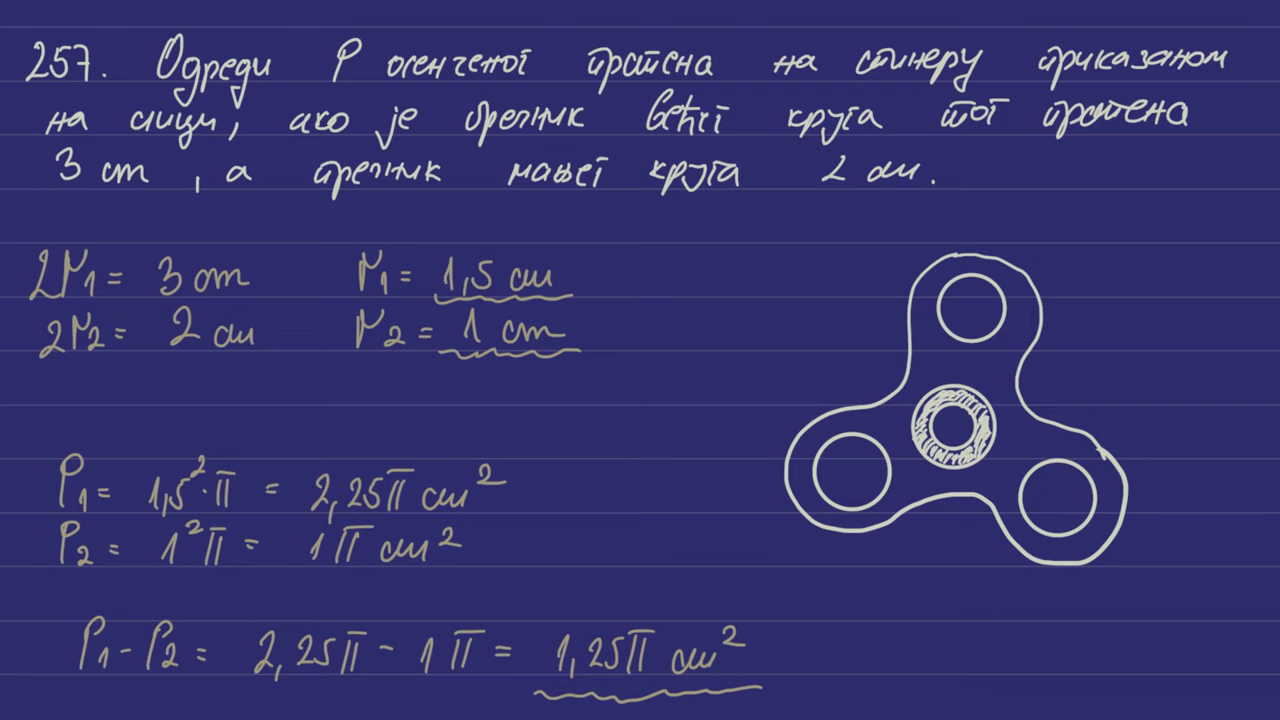 257. Одреди P осенченог прстена на спинеру приказаном
на слици, ако је пречник већег круга тог прстена
3 cm, а пречник мањег круга 2 cm.
2r₁ = 3 cm r₁ = 1,5 cm
2r₂ = 2 cm r₂ = 1 cm
P₁ = 1,5²·π = 2,25π cm²
P₂ = 1²π = 1π cm²
P₁ - P₂ = 2,25π - 1π = 1,25π cm²